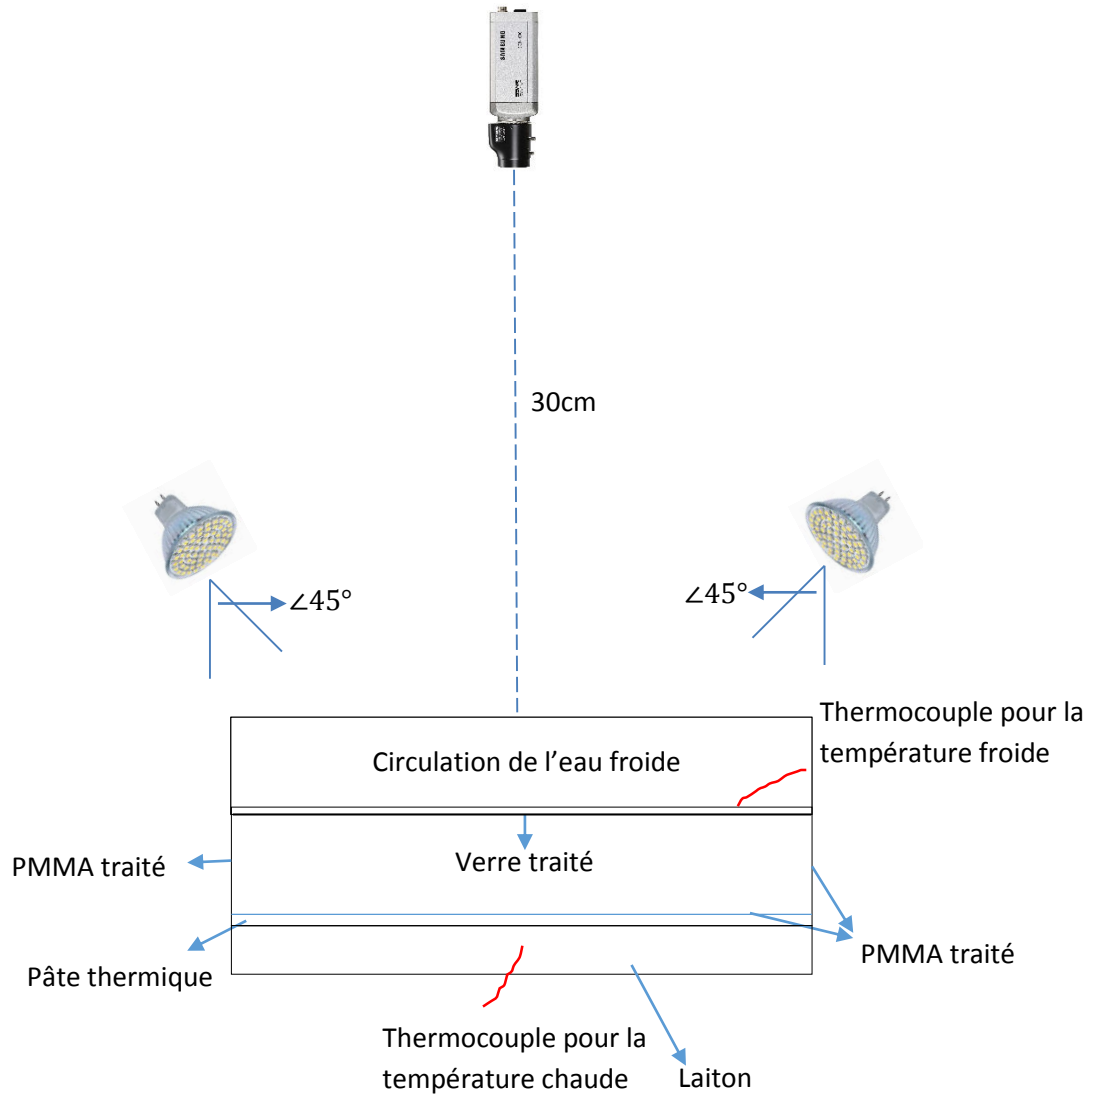 SAMSUNG
30cm
∠45°
∠45°
Thermocouple pour la
température froide
Circulation de l'eau froide
PMMA traité
Verre traité
PMMA traité
Pâte thermique
Thermocouple pour la
température chaude
Laiton